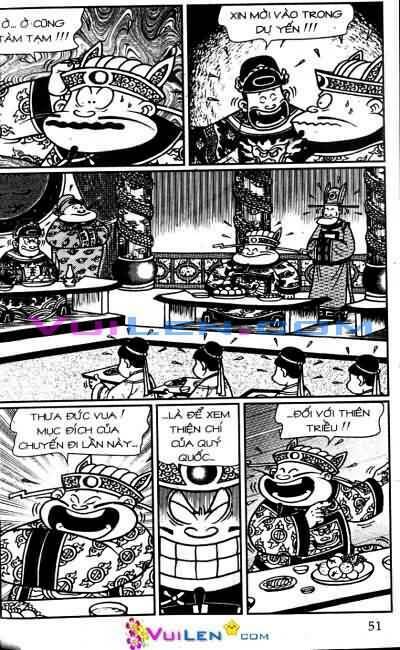 Ờ... Ở CŨNG
TÀM TẠM !!!
XIN MỜI VÀO TRONG
DỰ YẾN !!!
VUILEN.COM
THƯA ĐỨC VUA !
MỤC ĐÍCH CỦA
CHUYẾN ĐI LẦN NÀY...
...LÀ ĐỂ XEM
THIỆN CHÍ
CỦA QUÝ
QUỐC...
...ĐỐI VỚI THIÊN
TRIỀU !!
51
VUILEN.COM